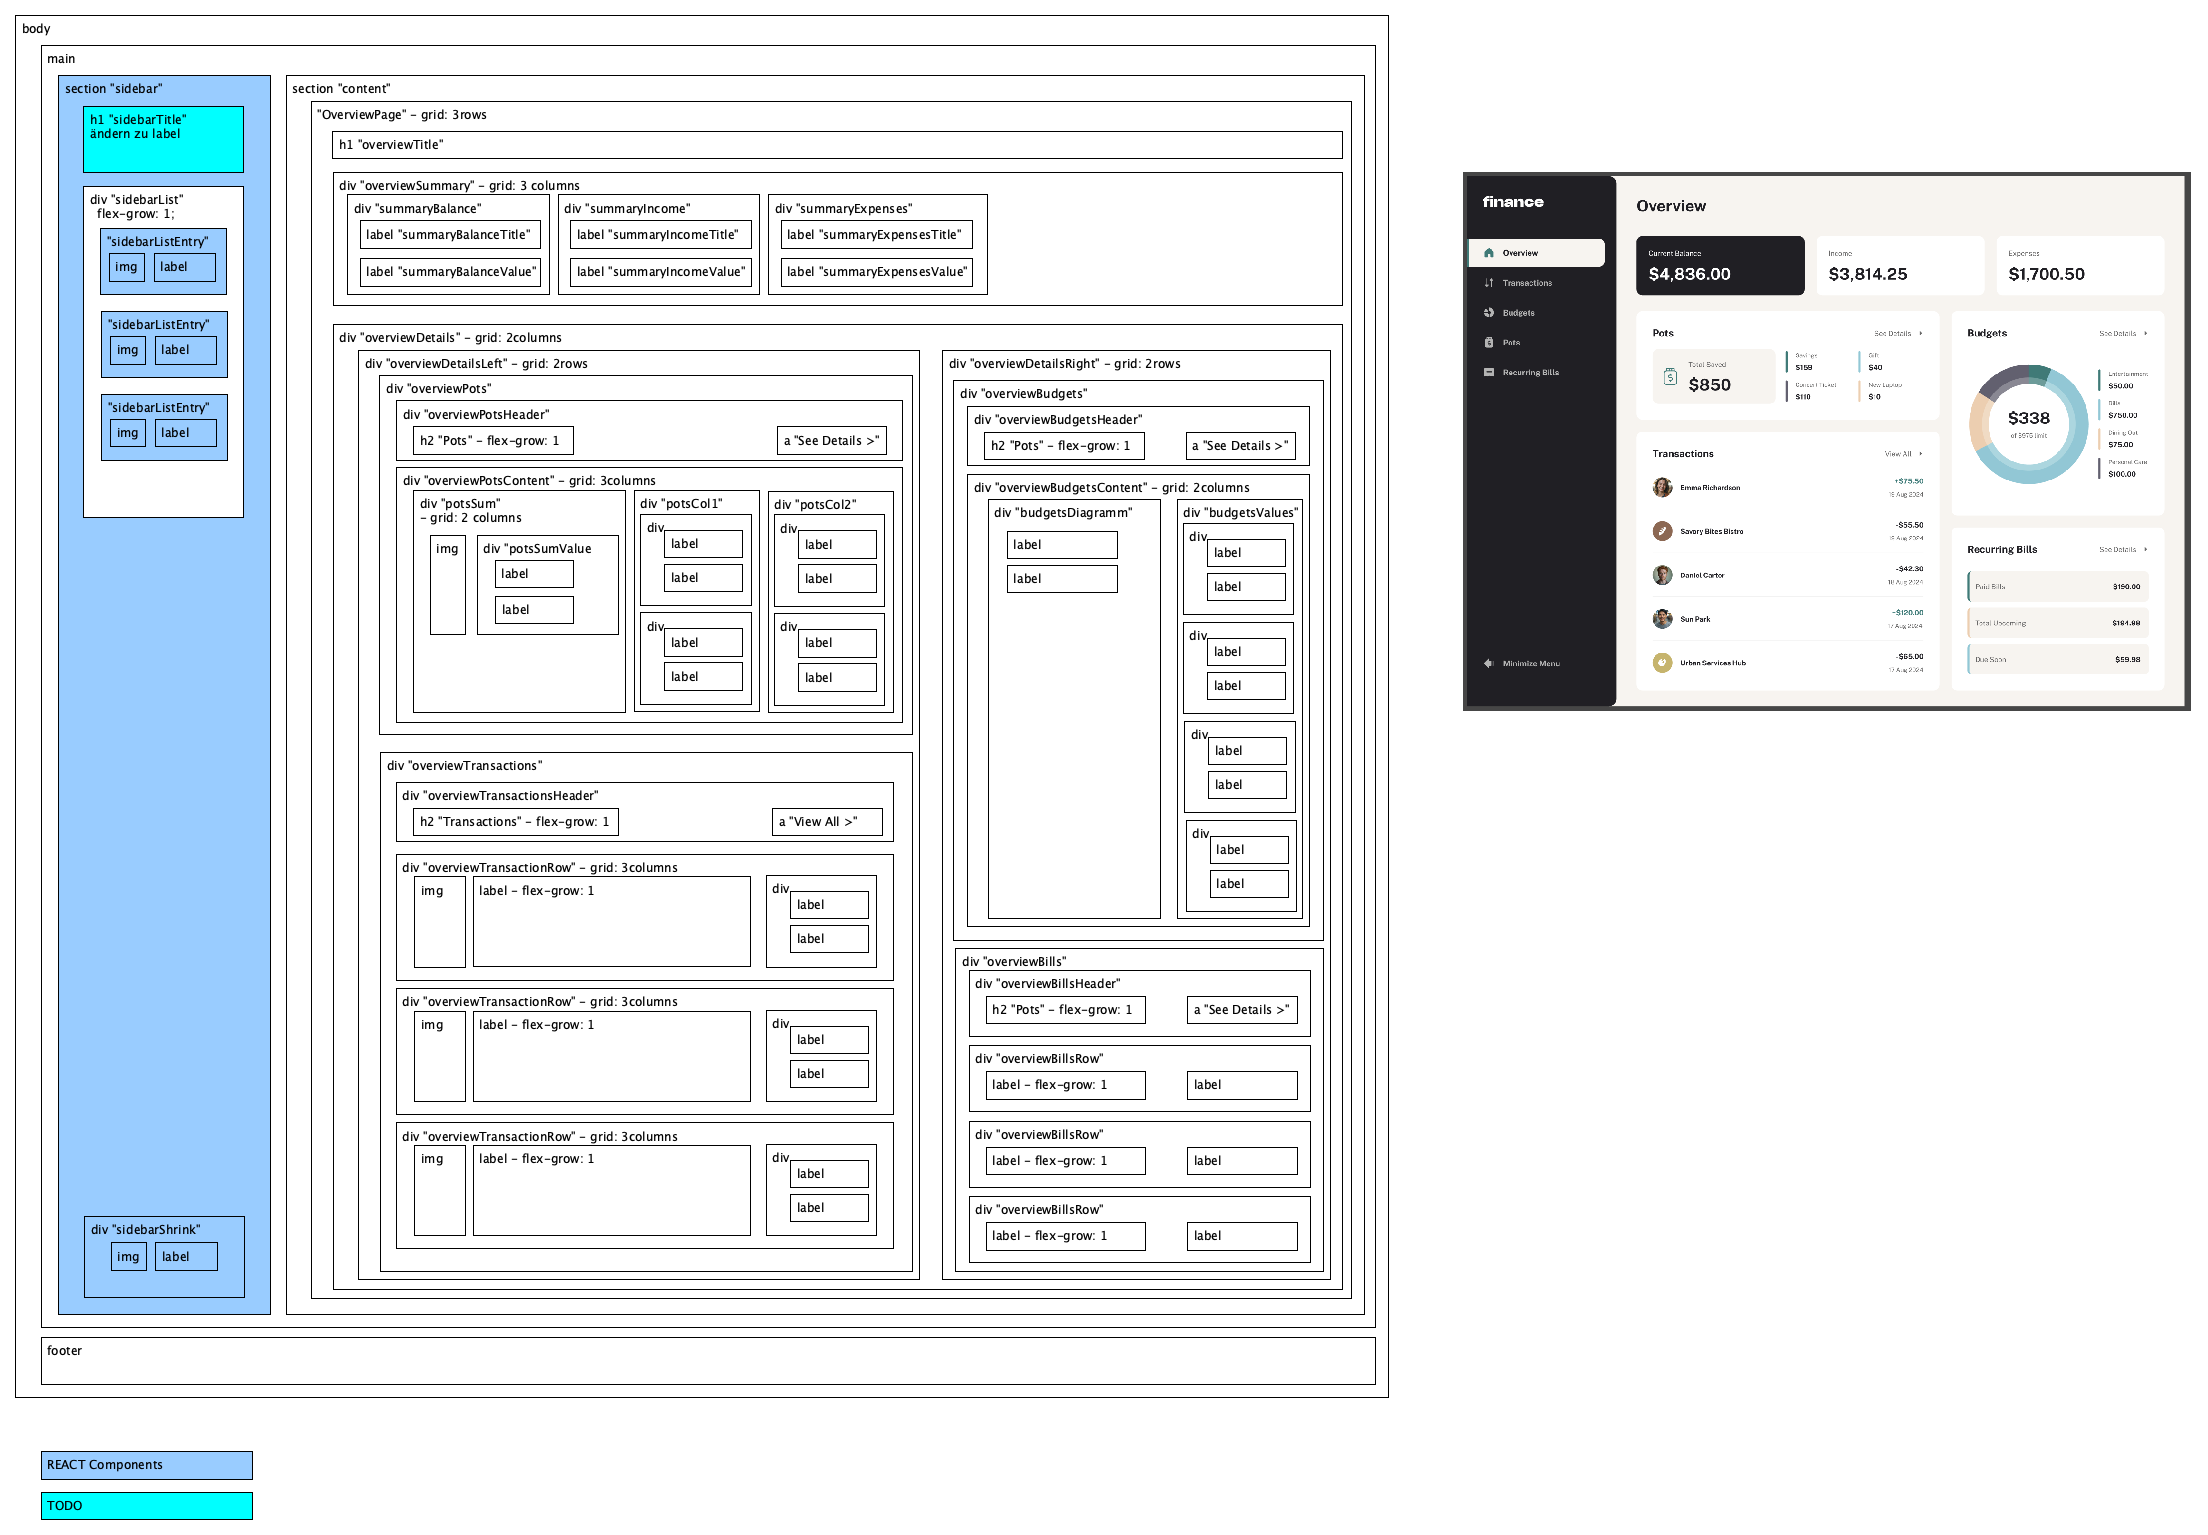 body
main
section "sidebar"
h1 "sidebarTitle"
ändern zu label
div "sidebarList"
flex-grow: 1;
"sidebarListEntry"
img
label
"sidebarListEntry"
img
label
"sidebarListEntry"
img
label
div "sidebarShrink"
img
label
section "content"
"OverviewPage" - grid: 3rows
h1 "overviewTitle"
div "overviewSummary" - grid: 3 columns
div "summaryBalance"
label "summaryBalanceTitle"
label "summaryBalanceValue"
div "summaryIncome"
label "summaryIncomeTitle"
label "summaryIncomeValue"
div "summaryExpenses"
label "summaryExpensesTitle"
label "summaryExpensesValue"
div "overviewDetails" - grid: 2columns
div "overviewDetailsLeft" - grid: 2rows
div "overviewPots"
div "overviewPotsHeader"
h2 "Pots" - flex-grow: 1
a "See Details >"
div "overviewPotsContent" - grid: 3columns
div "potsSum"
- grid: 2 columns
img
div "potsSumValue
label
label
div "potsCol1"
div
label
label
div
label
label
div "potsCol2"
div
label
label
div
label
label
div "overviewTransactions"
div "overviewTransactionsHeader"
h2 "Transactions" - flex-grow: 1
a "View All >"
div "overviewTransactionRow" - grid: 3columns
img
label - flex-grow: 1
div
label
label
div "overviewTransactionRow" - grid: 3columns
img
label - flex-grow: 1
div
label
label
div "overviewTransactionRow" - grid: 3columns
img
label - flex-grow: 1
div
label
label
div "overviewDetailsRight" - grid: 2rows
div "overviewBudgets"
div "overviewBudgetsHeader"
h2 "Pots" - flex-grow: 1
a "See Details >"
div "overviewBudgetsContent" - grid: 2columns
div "budgetsDiagramm"
label
label
div "budgetsValues"
div
label
label
div
label
label
div
label
label
div
label
label
div "overviewBills"
div "overviewBillsHeader"
h2 "Pots" - flex-grow: 1
a "See Details >"
div "overviewBillsRow"
label - flex-grow: 1
label
div "overviewBillsRow"
label - flex-grow: 1
label
div "overviewBillsRow"
label - flex-grow: 1
label
footer
REACT Components
TODO
finance
Overview
Transactions
Budgets
Pots
Recurring Bills
Minimize Menu
Overview
Current Balance
$4,836.00
Income
$3,814.25
Expenses
$1,700.50
Pots
See Details
Total Saved
$850
Savings
$159
Gift
$40
Concert Ticket
$110
New Laptop
$10
Transactions
View All
Emma Richardson
+$75.50
19 Aug 2024
Savory Bites Bistro
-$55.50
19 Aug 2024
Daniel Carter
-$42.30
18 Aug 2024
Sun Park
+$120.00
17 Aug 2024
Urban Services Hub
-$65.00
17 Aug 2024
Budgets
See Details
$338
of $975 limit
Entertainment
$50.00
Bills
$750.00
Dining Out
$75.00
Personal Care
$100.00
Recurring Bills
See Details
Paid Bills
$190.00
Total Upcoming
$194.98
Due Soon
$59.98